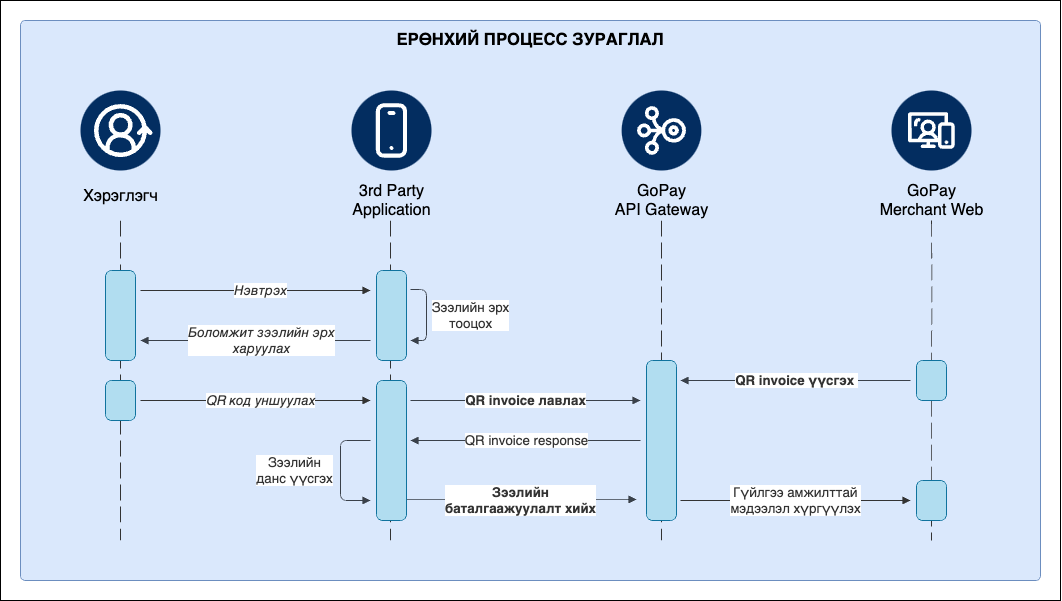 ЕРӨНХИЙ ПРОЦЕСС ЗУРАГЛАЛ
Хэрэглэгч
3rd Party
Application
GoPay
API Gateway
GoPay
Merchant Web
Нэвтрэх
Зээлийн эрх
тооцох
Боломжит зээлийн эрх
харуулах
QR invoice үүсгэх
QR код уншуулах
QR invoice лавлах
QR invoice response
Зээлийн
данс үүсгэх
Зээлийн
баталгаажуулалт хийх
Гүйлгээ амжилттай
мэдээлэл хүргүүлэх